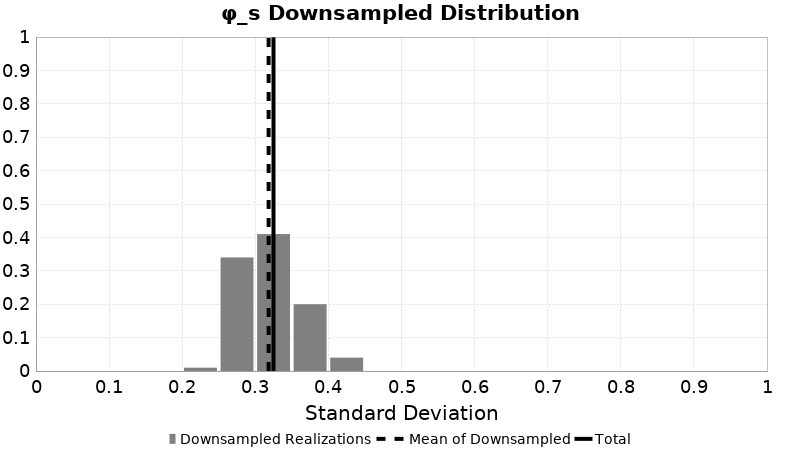 φ_s Downsampled Distribution
1
0.9
0.8
0.7
0.6
0.5
0.4
0.3
0.2
0.1
0
0 0.1 0.2 0.3 0.4 0.5 0.6 0.7 0.8 0.9 1
Standard Deviation
Downsampled Realizations Mean of Downsampled Total